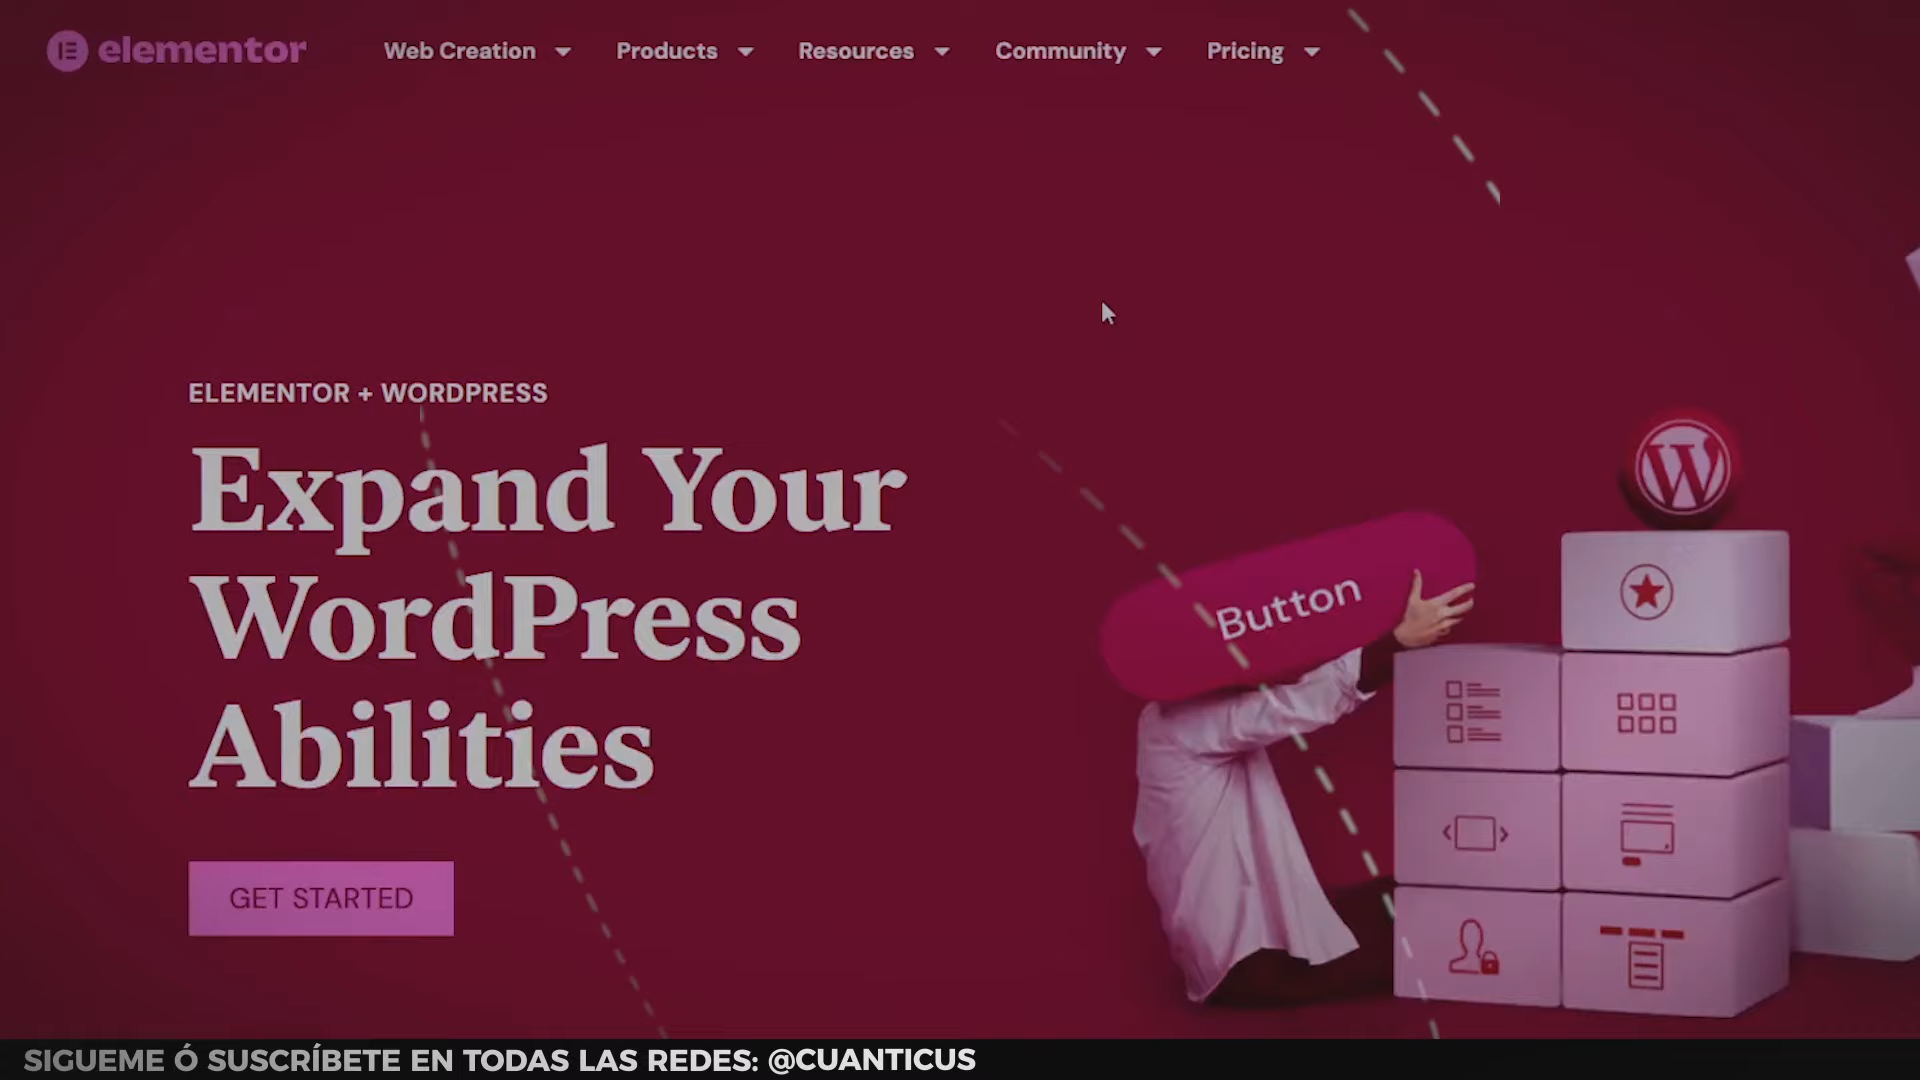 elementor
Web Creation
Products
Resources
Community
Pricing
ELEMENTOR + WORDPRESS
Expand Your
WordPress
Abilities
Button
GET STARTED
SIGUEME Ó SUSCRÍBETE EN TODAS LAS REDES: @CUANTICUS